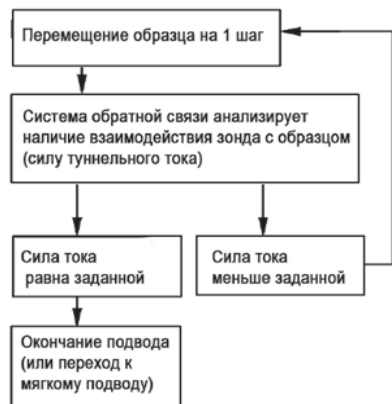 Перемещение образца на 1 шаг
Система обратной связи анализирует
наличие взаимодействия зонда с образцом
(силу туннельного тока)
Сила тока
равна заданной
Сила тока
меньше заданной
Окончание подвода
(или переход к
мягкому подводу)